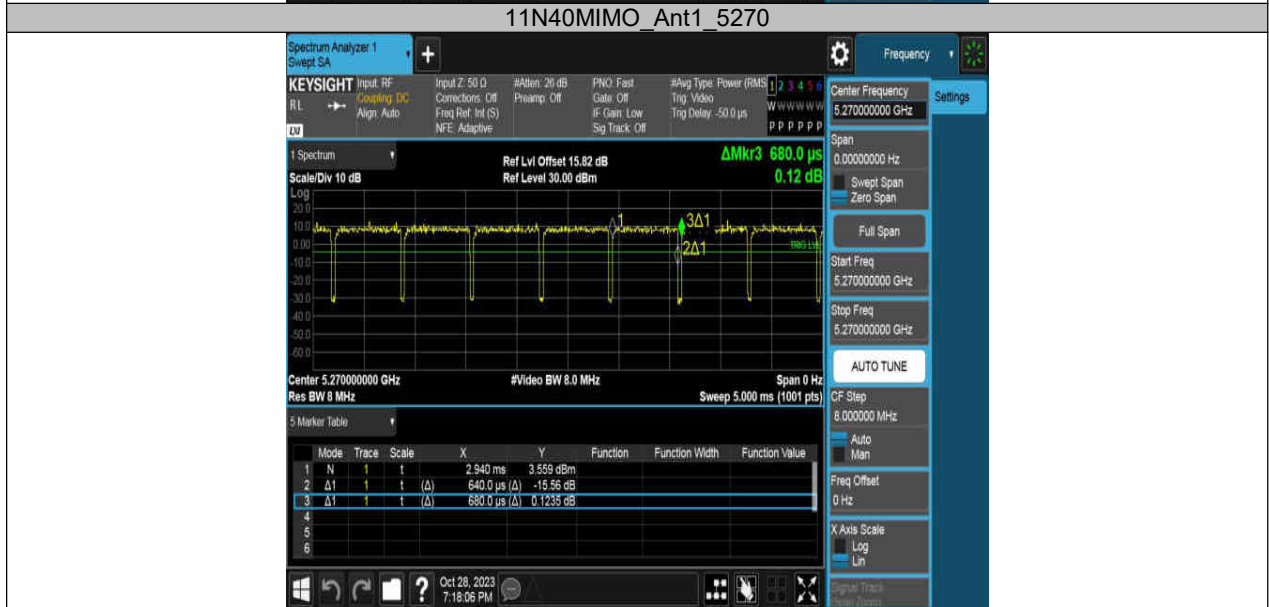 11N40MIMO_Ant1_5270
Spectrum Analyzer 1
Swept SA
+
Frequency
KEYSIGHT
RL
Input: RF
Coupling: DC
Align: Auto
Input Z: 50 Ω
Corrections: Off
Freq Ref: Int (S)
NFE: Adaptive
#Atten: 26 dB
Preamp: Off
PNO: Fast
Gate: Off
IF Gain: Low
Sig Track: Off
#Avg Type: Power (RMS
Trig: Video
Trig Delay: -50.0 µs
1 2 3 4 5 6
W W W W W W
P P P P P P
LXI
1 Spectrum
Scale/Div 10 dB
Ref Lvl Offset 15.82 dB
Ref Level 30.00 dBm
ΔMkr3 680.0 µs
0.12 dB
Log
20.0
10.0
0.00
-10.0
-20.0
-30.0
-40.0
-50.0
-60.0
1
3Δ1
2Δ1
TRIG LVL
Center 5.270000000 GHz
#Video BW 8.0 MHz
Span 0 Hz
Res BW 8 MHz
Sweep 5.000 ms (1001 pts)
5 Marker Table
Mode Trace Scale X Y Function Function Width Function Value
1 N 1 t 2.940 ms 3.559 dBm
2 Δ1 1 t (Δ) 640.0 µs (Δ) -15.56 dB
3 Δ1 1 t (Δ) 680.0 µs (Δ) 0.1235 dB
4
5
6
?
Oct 28, 2023
7:18:06 PM
Center Frequency
5.270000000 GHz
Settings
Span
0.00000000 Hz
Swept Span
Zero Span
Full Span
Start Freq
5.270000000 GHz
Stop Freq
5.270000000 GHz
AUTO TUNE
CF Step
8.000000 MHz
Auto
Man
Freq Offset
0 Hz
X Axis Scale
Log
Lin
Signal Track
(Span Zoom)